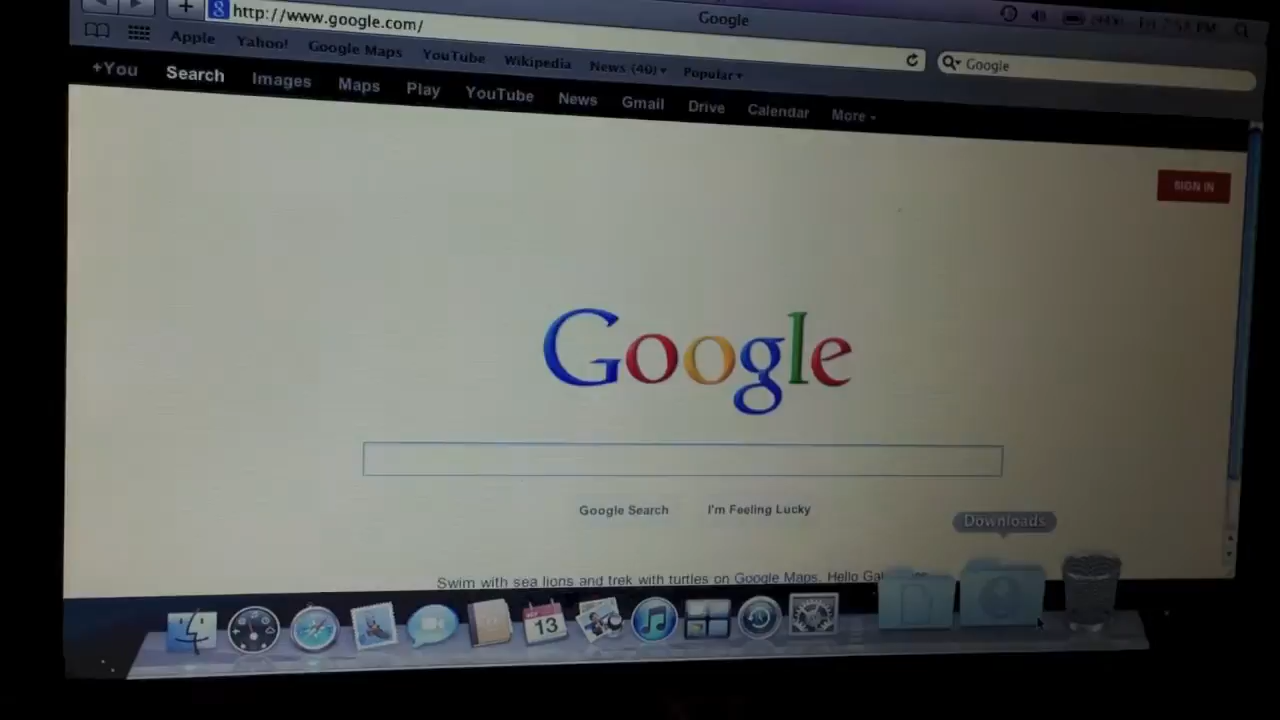 http://www.google.com/
Google
Google
Apple Yahoo! Google Maps YouTube Wikipedia News (40) Popular
+You Search Images Maps Play YouTube News Gmail Drive Calendar More
SIGN IN
Google
Google Search I'm Feeling Lucky
Downloads
Swim with sea lions and trek with turtles on Google Maps. Hello
13